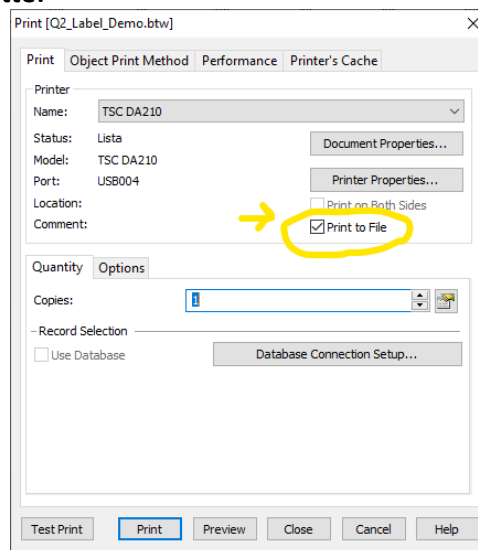 Print [Q2_Label_Demo.btw]
Print Object Print Method Performance Printer's Cache
Printer
Name: TSC DA210
Status: Lista
Document Properties...
Model: TSC DA210
Port: USB004
Printer Properties...
Location:
Print on Both Sides
Comment:
Print to File
Quantity Options
Copies: 1
Record Selection
Use Database
Database Connection Setup...
Test Print Print Preview Close Cancel Help